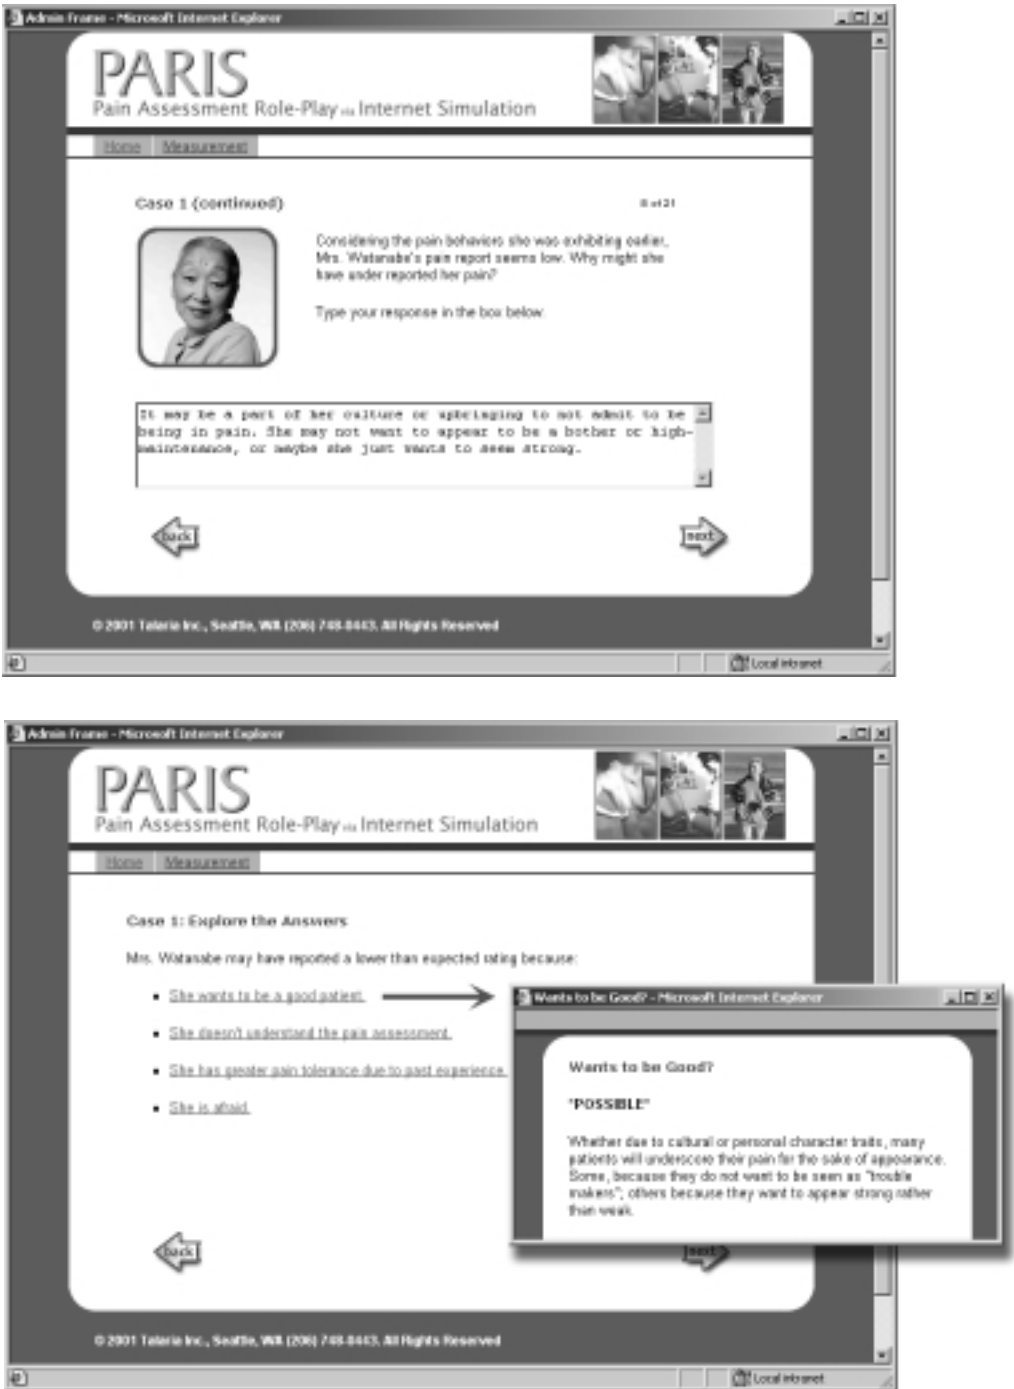 Admin Frame - Microsoft Internet Explorer
PARIS
Pain Assessment Role-Play via Internet Simulation
Home Measurement
Case 1 (continued)
8 of 21
Considering the pain behaviors she was exhibiting earlier,
Mrs. Watanabe's pain report seems low. Why might she
have under reported her pain?
Type your response in the box below.
It may be a part of her culture or upbringing to not admit to be
being in pain. She may not want to appear to be a bother or high-
maintenance, or maybe she just wants to seem strong.
back
next
© 2001 Talaria Inc., Seattle, WA (206) 748-0443. All Rights Reserved
Local intranet
Admin Frame - Microsoft Internet Explorer
PARIS
Pain Assessment Role-Play via Internet Simulation
Home Measurement
Case 1: Explore the Answers
Mrs. Watanabe may have reported a lower than expected rating because:
She wants to be a good patient.
She doesn't understand the pain assessment.
She has greater pain tolerance due to past experience.
She is afraid.
Wants to be Good? - Microsoft Internet Explorer
Wants to be Good?
"POSSIBLE"
Whether due to cultural or personal character traits, many
patients will underscore their pain for the sake of appearance.
Some, because they do not want to be seen as "trouble
makers"; others because they want to appear strong rather
than weak.
back
next
© 2001 Talaria Inc., Seattle, WA (206) 748-0443. All Rights Reserved
Local intranet